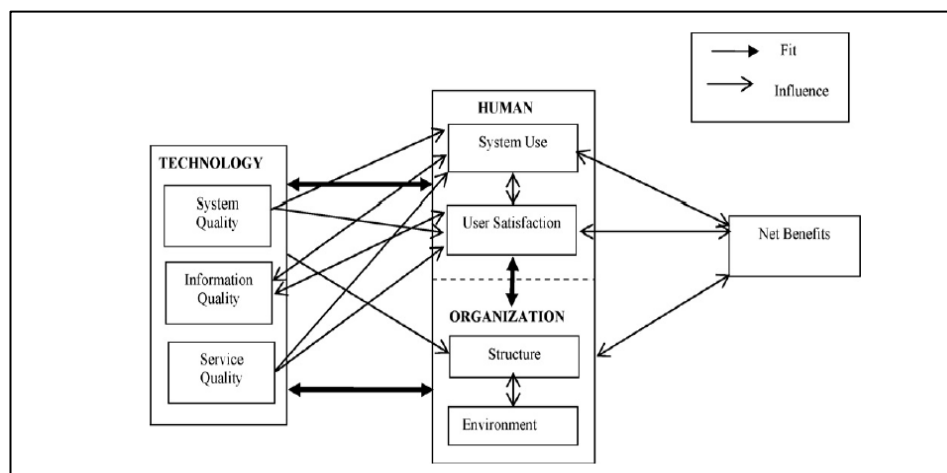 Fit
Influence
HUMAN
System Use
TECHNOLOGY
System
Quality
User Satisfaction
Net Benefits
Information
Quality
ORGANIZATION
Service
Quality
Structure
Environment